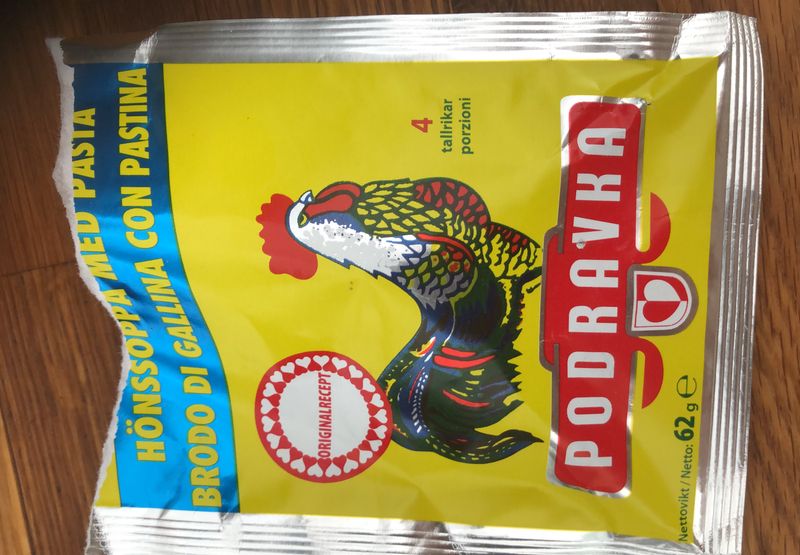 HÖNSSOPPA MED PASTA
BRODO DI GALLINA CON PASTINA
4
tallrikar
porzioni
ORIGINALRECEPT
PODRAVKA
Nettovikt / Netto: 62 g e